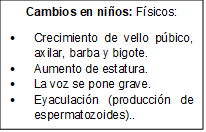 Cambios en niños: Físicos:
• Crecimiento de vello púbico,
axilar, barba y bigote.
• Aumento de estatura.
• La voz se pone grave.
• Eyaculación (producción de
espermatozoides)..